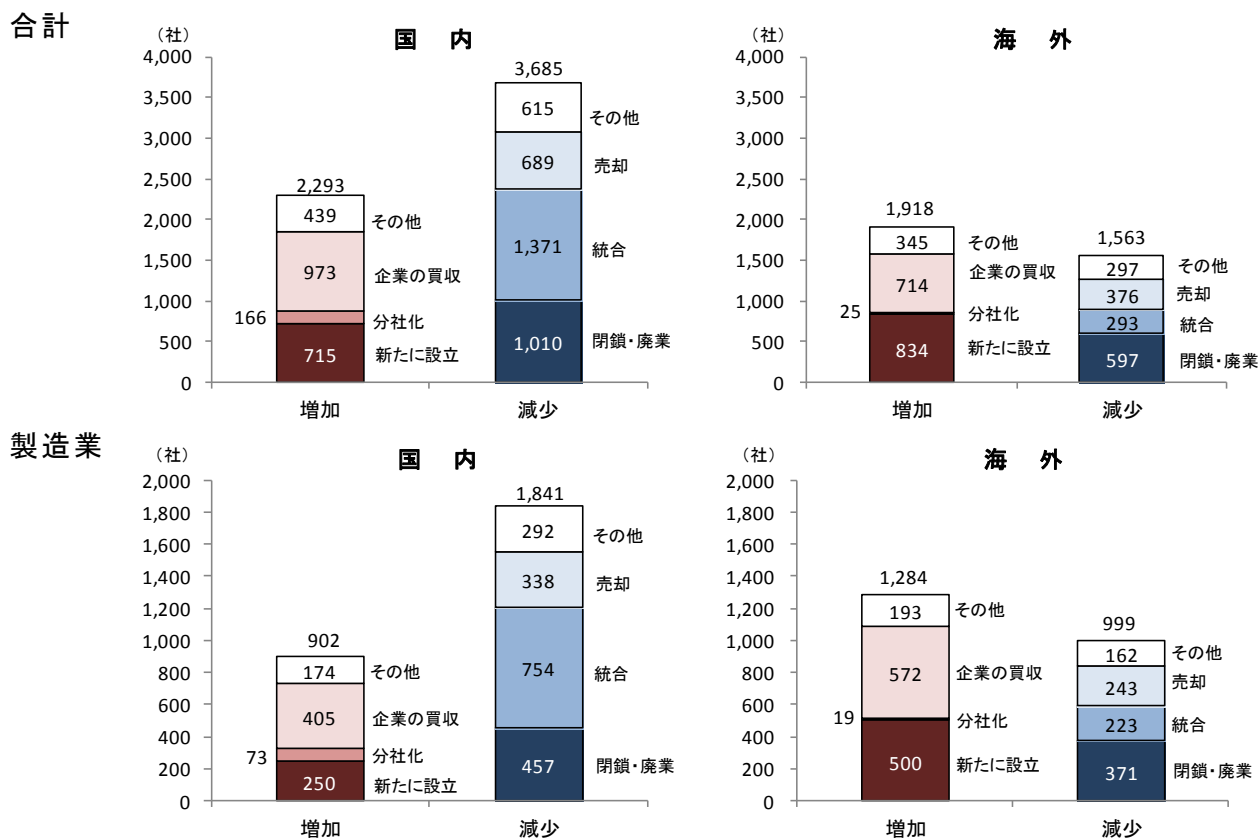 合計
（社）
国 内
4,000
3,500
3,000
2,500
2,000
1,500
1,000
500
0
2,293
439
その他
973
企業の買収
166
分社化
715
新たに設立
3,685
615
その他
689
売却
1,371
統合
1,010
閉鎖・廃業
増加
減少
（社）
海 外
4,000
3,500
3,000
2,500
2,000
1,500
1,000
500
0
1,918
345
その他
714
企業の買収
25
分社化
834
新たに設立
1,563
297
その他
376
売却
293
統合
597
閉鎖・廃業
増加
減少
製造業
（社）
国 内
2,000
1,800
1,600
1,400
1,200
1,000
800
600
400
200
0
902
174
その他
405
企業の買収
73
分社化
250
新たに設立
1,841
292
その他
338
売却
754
統合
457
閉鎖・廃業
増加
減少
（社）
海 外
2,000
1,800
1,600
1,400
1,200
1,000
800
600
400
200
0
1,284
193
その他
572
企業の買収
19
分社化
500
新たに設立
999
162
その他
243
売却
223
統合
371
閉鎖・廃業
増加
減少